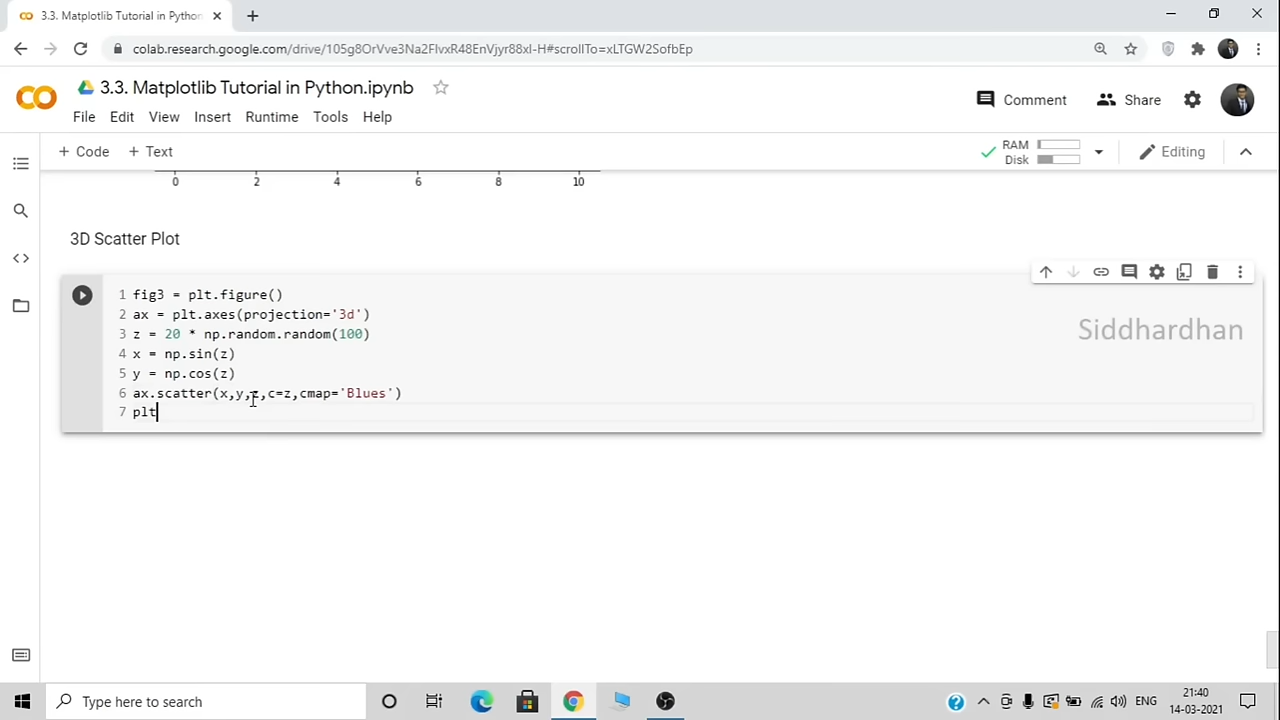 3.3. Matplotlib Tutorial in Python
colab.research.google.com/drive/105g8OrVve3Na2FlvxR48EnVjyr88xl-H#scrollTo=xLTGW2SofbEp
3.3. Matplotlib Tutorial in Python.ipynb
File Edit View Insert Runtime Tools Help
Comment Share
+ Code + Text
RAM
Disk
Editing
0 2 4 6 8 10
3D Scatter Plot
1 fig3 = plt.figure()
2 ax = plt.axes(projection='3d')
3 z = 20 * np.random.random(100)
4 x = np.sin(z)
5 y = np.cos(z)
6 ax.scatter(x,y,z,c=z,cmap='Blues')
7 plt
Siddhardhan
Type here to search
ENG
21:40
14-03-2021